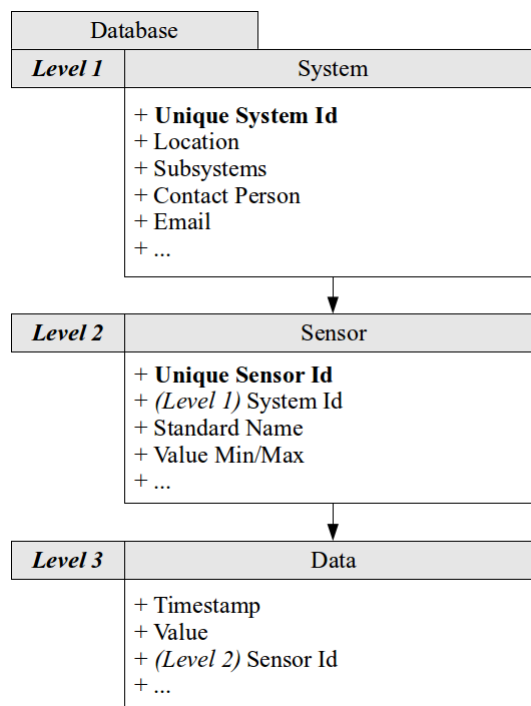 Database
Level 1 System
+ Unique System Id
+ Location
+ Subsystems
+ Contact Person
+ Email
+ ...
Level 2 Sensor
+ Unique Sensor Id
+ (Level 1) System Id
+ Standard Name
+ Value Min/Max
+ ...
Level 3 Data
+ Timestamp
+ Value
+ (Level 2) Sensor Id
+ ...